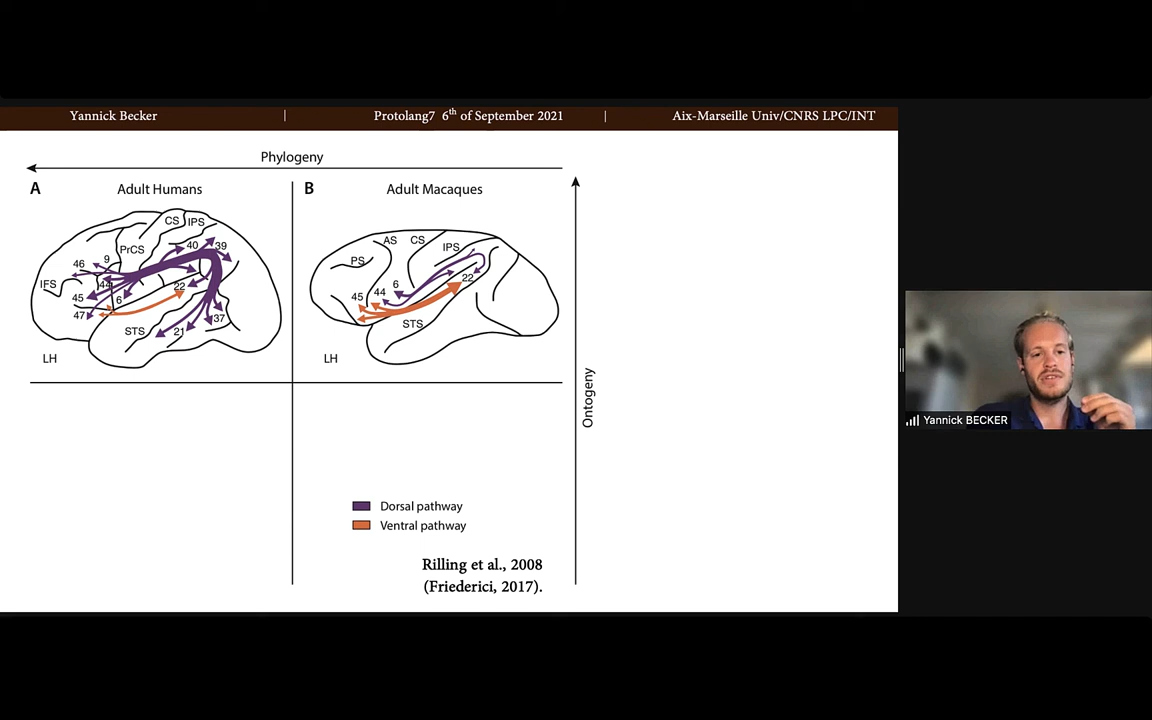 Yannick Becker | Protolang7 6th of September 2021 | Aix-Marseille Univ/CNRS LPC/INT
Phylogeny
A Adult Humans
B Adult Macaques
CS IPS
PrCS
40 39
46 9
IFS 44 22
45 6
47
STS 21 37
LH
AS CS IPS
PS
6 22
45 44
STS
LH
Ontogeny
Dorsal pathway
Ventral pathway
Rilling et al., 2008
(Friederici, 2017).
Yannick BECKER